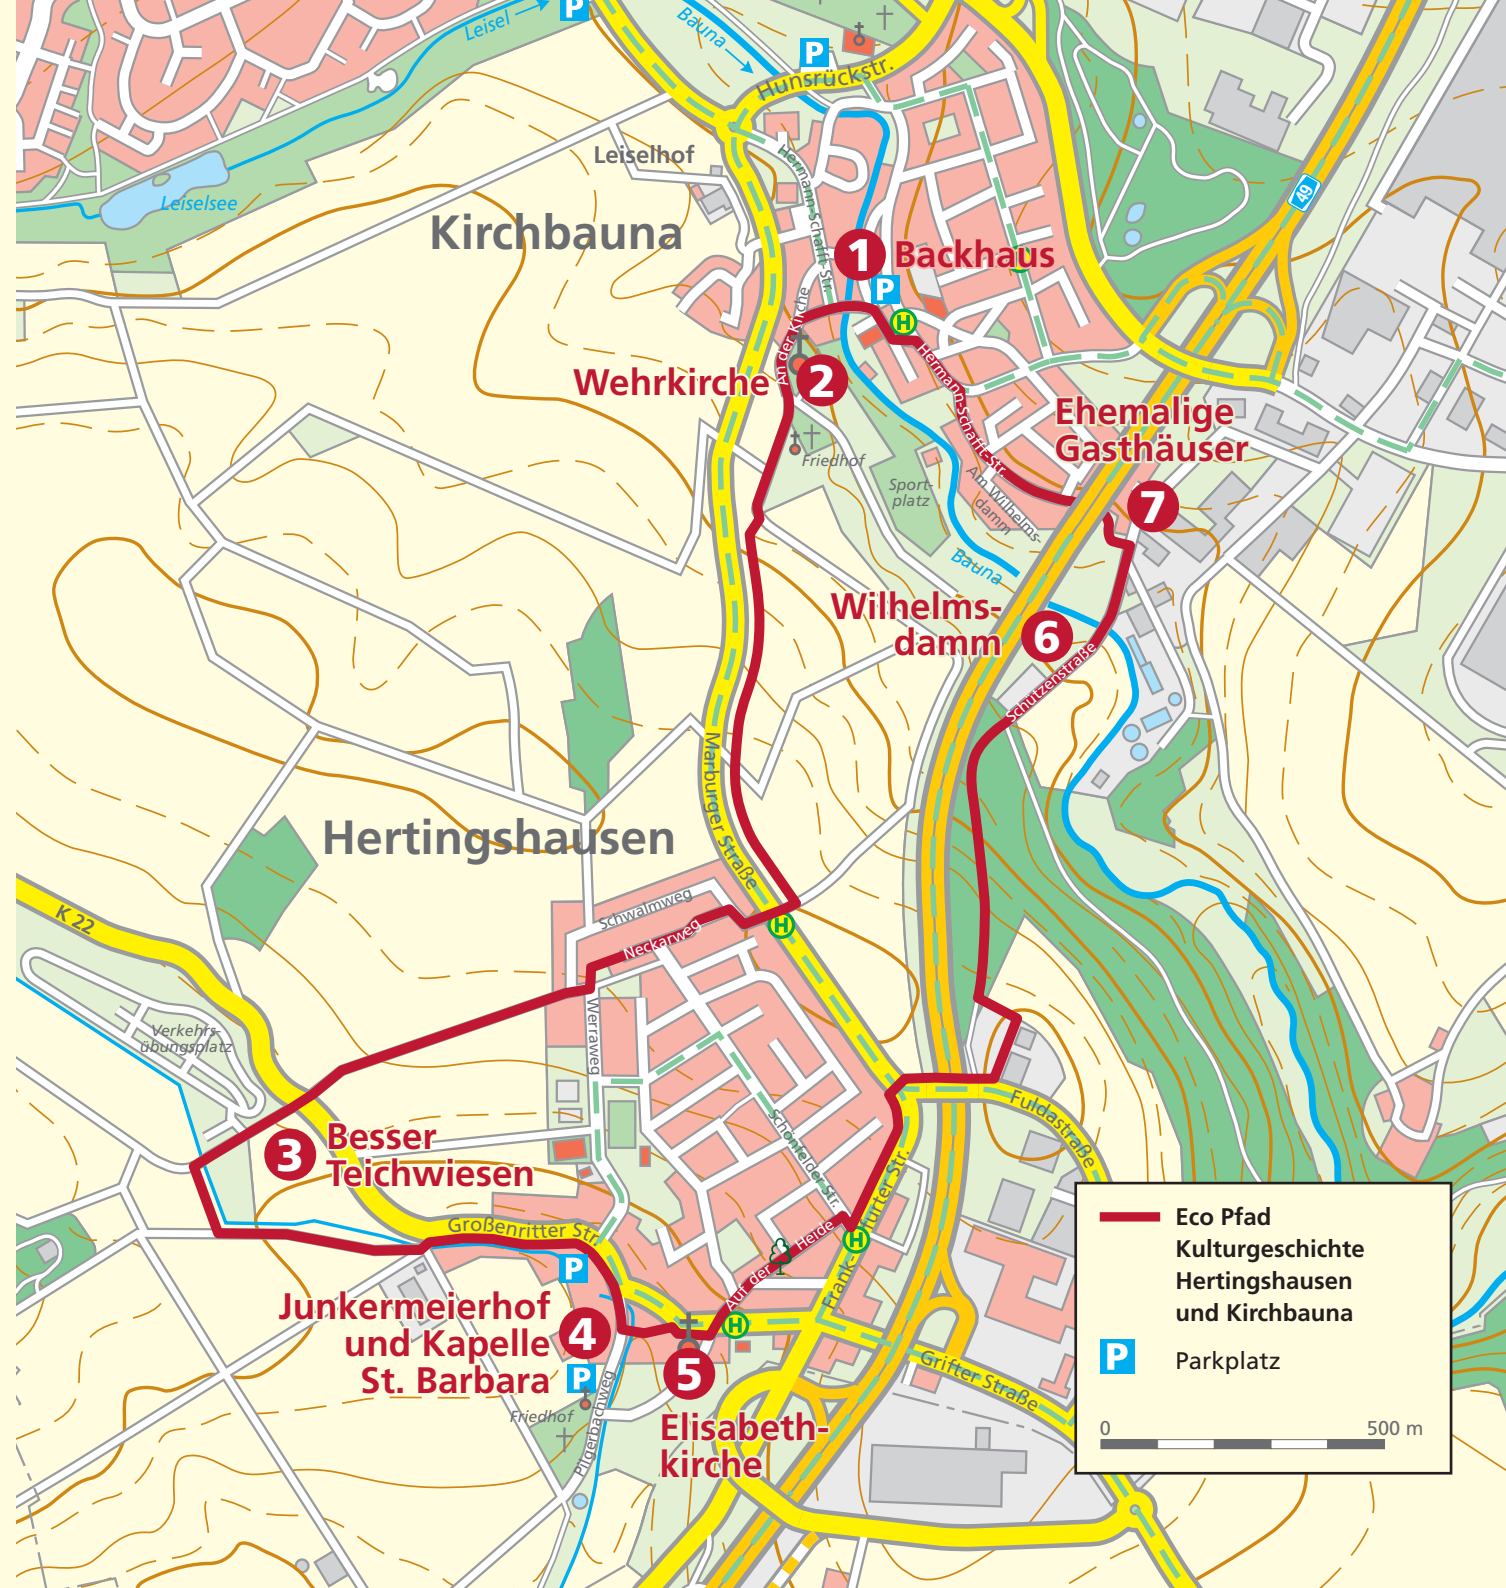 P
Leisel
Bauna
P
Hunsrückstr.
Leiselhof
Hermann-Schafft-Str.
49
Leiselsee
Kirchbauna
1 Backhaus
P
H
An der Kirche
Wehrkirche 2
Hermann-Schafft-Str.
Ehemalige
Gasthäuser
7
Friedhof
Sport-
platz
Am Wilhelms-
damm
Bauna
Wilhelms-
damm
6
Schützenstraße
Marburger Straße
Hertingshausen
Schwalmweg
Neckarweg
H
K 22
Verkehrs-
übungsplatz
Werraweg
Schönfelder Str.
Fuldastraße
3 Besser
Teichwiesen
Großenritter Str.
P
Auf der Heide
H
Frank-
furter Str.
H
Junkermeierhof
und Kapelle
St. Barbara
4
P
5
Elisabeth-
kirche
Friedhof
Pilgerbachweg
Grifter Straße
Eco Pfad
Kulturgeschichte
Hertingshausen
und Kirchbauna
P Parkplatz
0 500 m